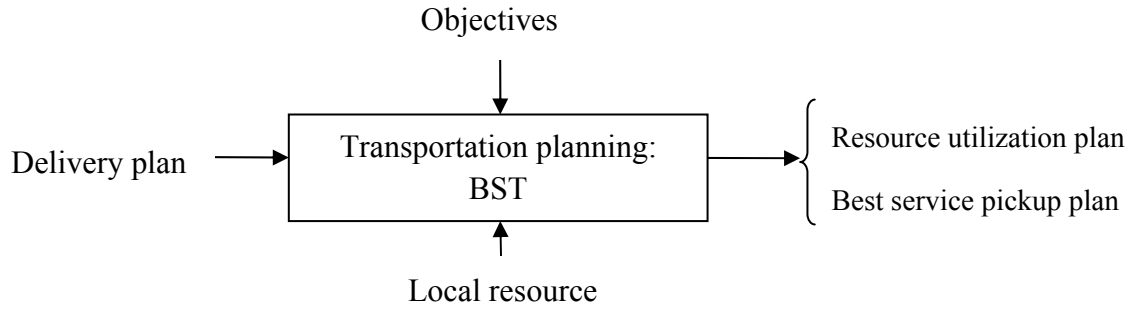 Objectives
Delivery plan
Transportation planning:
BST
Resource utilization plan
Best service pickup plan
Local resource